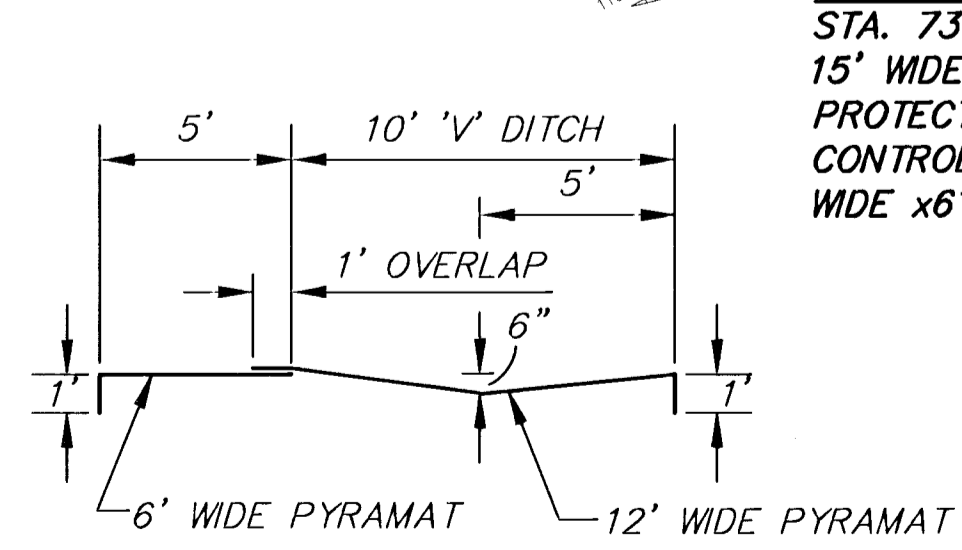 STA. 73
15' WIDE
PROTECT
CONTROL
WIDE x6
5'
10' 'V' DITCH
5'
1' OVERLAP
6"
1'
1'
6' WIDE PYRAMAT
12' WIDE PYRAMAT